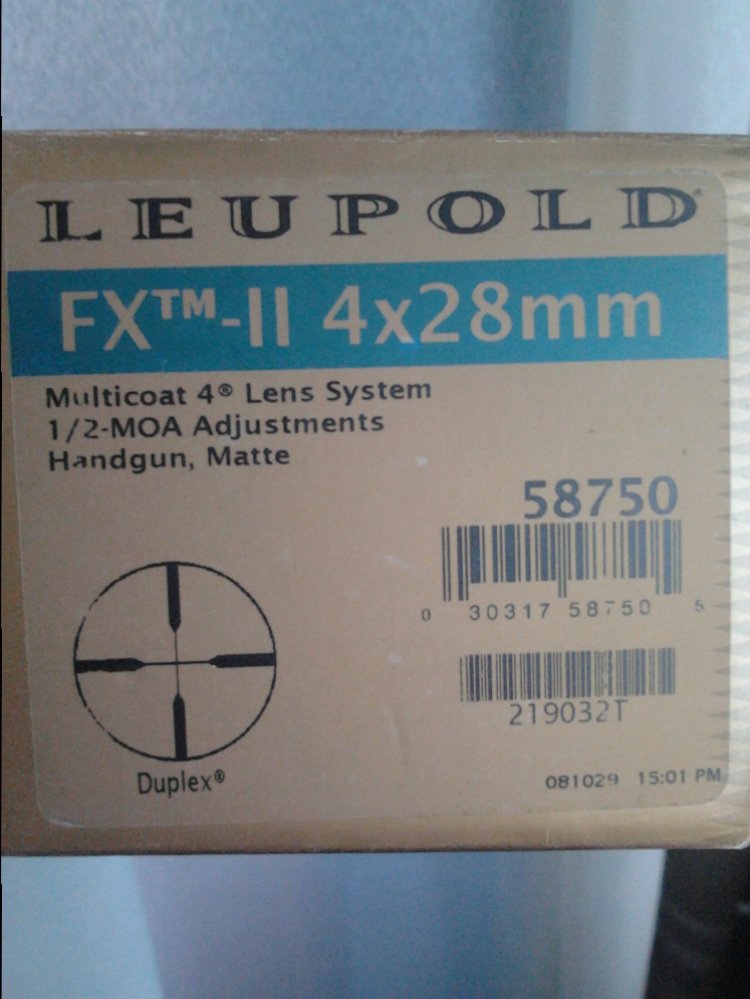 LEUPOLD®
FX™-II 4x28mm
Multicoat 4® Lens System
1/2-MOA Adjustments
Handgun, Matte
58750
0 30317 58750 5
219032T
Duplex®
081029 15:01 PM